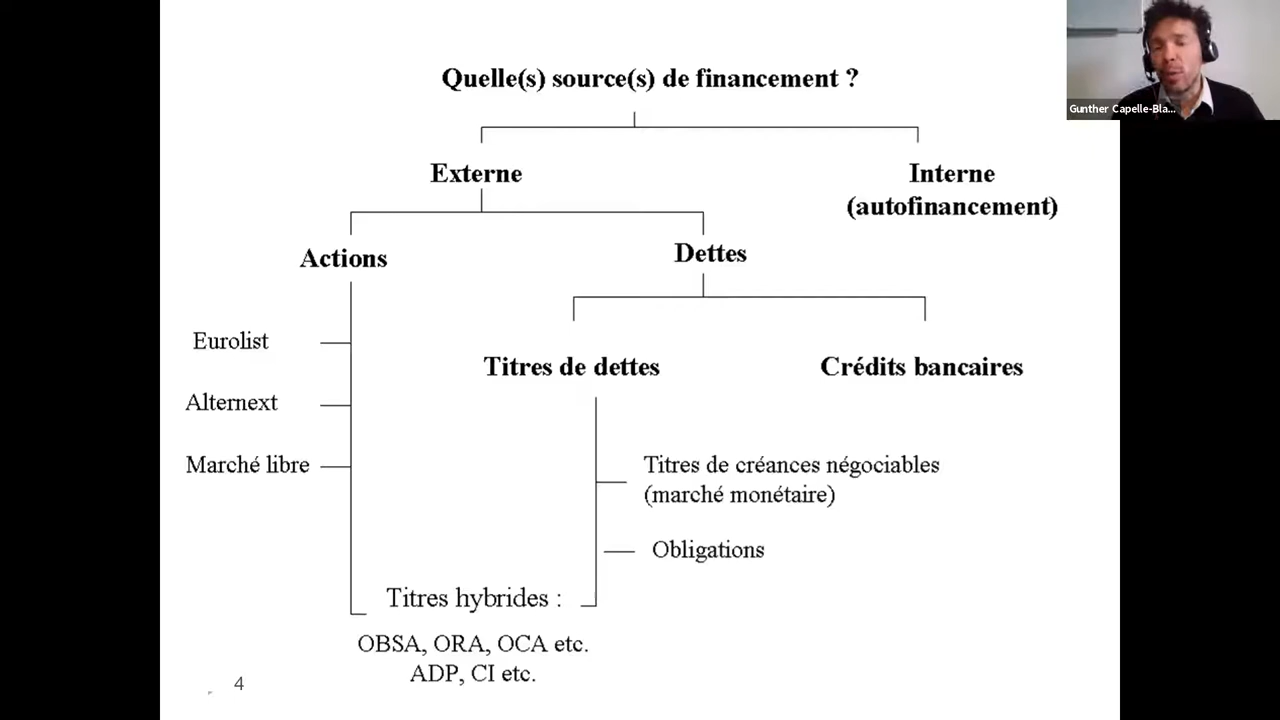 Quelle(s) source(s) de financement ?
Gunther Capelle-Bla...
Externe
Interne
(autofinancement)
Actions
Dettes
Eurolist
Titres de dettes
Crédits bancaires
Alternext
Marché libre
Titres de créances négociables
(marché monétaire)
Obligations
Titres hybrides :
OBSA, ORA, OCA etc.
ADP, CI etc.
4